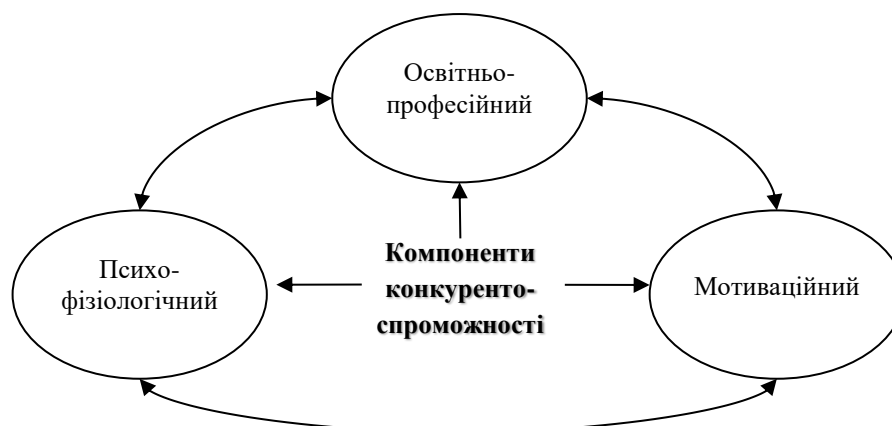 Освітньо-
професійний
Психо-
фізіологічний
Компоненти
конкуренто-
спроможності
Мотиваційний